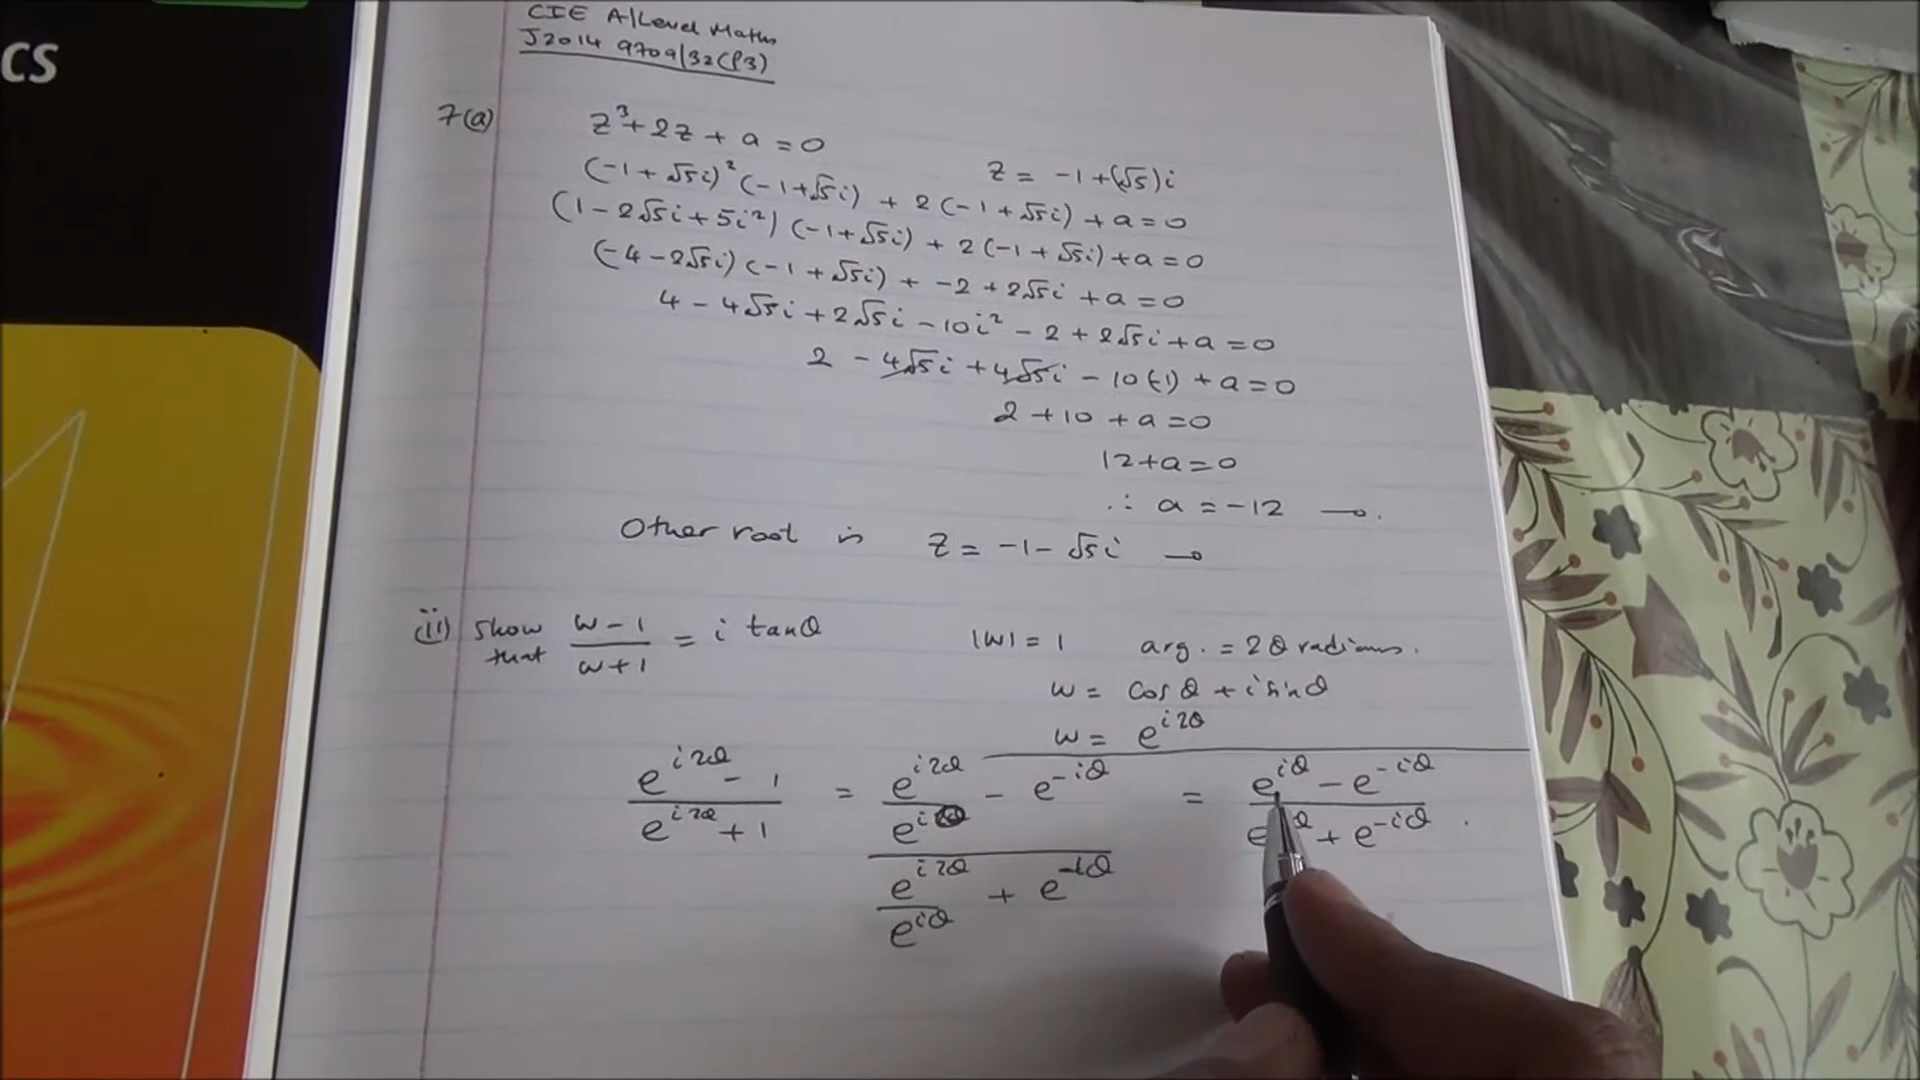 CS
CIE A/Level Maths
J2014 9709/32(P3)
7(a) z³ + 2z + a = 0
z = -1 + (√5)i
(-1 + √5i)² (-1 + √5i) + 2(-1 + √5i) + a = 0
(1 - 2√5i + 5i²) (-1 + √5i) + 2(-1 + √5i) + a = 0
(-4 - 2√5i) (-1 + √5i) + -2 + 2√5i + a = 0
4 - 4√5i + 2√5i - 10i² - 2 + 2√5i + a = 0
2 - 4√5i + 4√5i - 10(-1) + a = 0
2 + 10 + a = 0
12 + a = 0
∴ a = -12
Other root is z = -1 - √5i
(ii) Show that (w - 1)/(w + 1) = i tanθ
|w| = 1 arg. = 2θ radians.
w = cosθ + i sinθ
w = e^(i2θ)
(e^(i2θ) - 1)/(e^(i2θ) + 1) = (e^(i2θ)/e^(iθ) - e^(-iθ))/(e^(i2θ)/e^(iθ) + e^(-iθ)) = (e^(iθ) - e^(-iθ))/(e^(iθ) + e^(-iθ)).